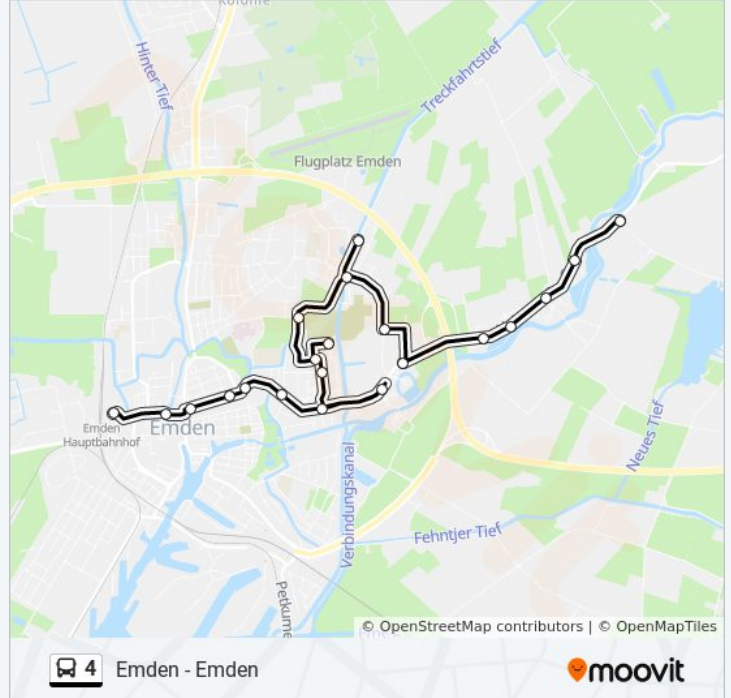 Kolonie
Hinter Tief
Treckfahrtstief
Flugplatz Emden
Emden
Hauptbahnhof
Emden
Neues Tief
Verbindungskanal
Fehntjer Tief
Petkume
© OpenStreetMap contributors | © OpenMapTiles
4 Emden - Emden
moovit